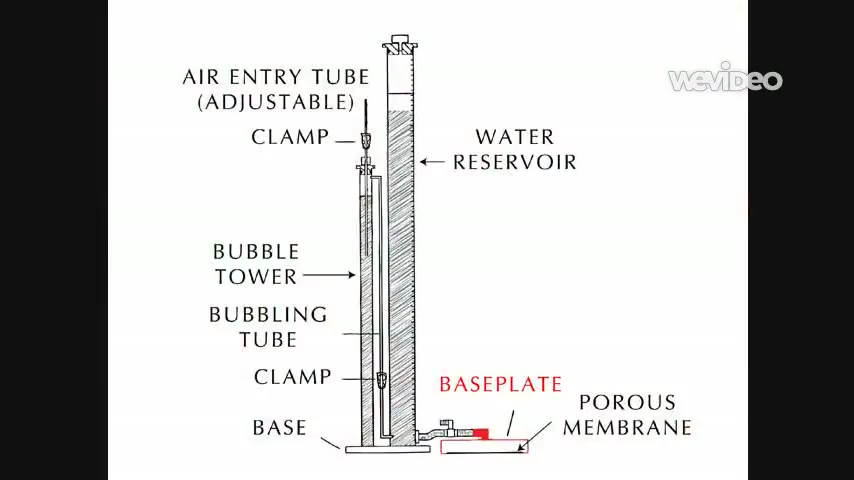 wevideo
AIR ENTRY TUBE
(ADJUSTABLE)
CLAMP
WATER
RESERVOIR
BUBBLE
TOWER
BUBBLING
TUBE
CLAMP
BASEPLATE
BASE
POROUS
MEMBRANE